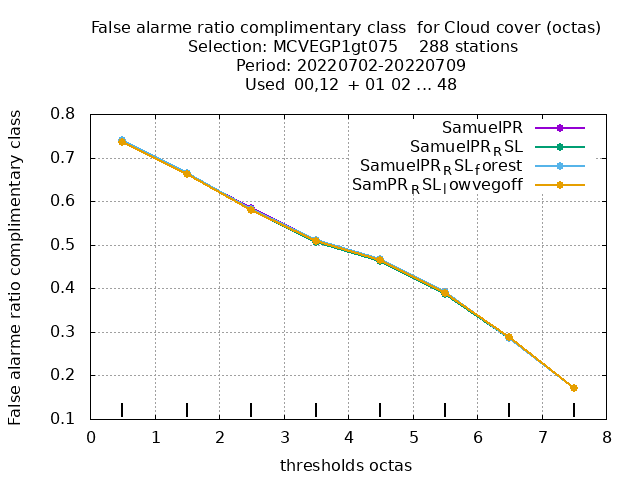 False alarme ratio complimentary class  for Cloud cover (octas)
Selection: MCVEGP1gt075    288 stations
Period: 20220702-20220709
Used  00,12  + 01 02 ... 48
False alarme ratio complimentary class
0.8
0.7
0.6
0.5
0.4
0.3
0.2
0.1
SamuelPR
SamuelPR_RSL
SamuelPR_RSL_forest
SamPR_RSL_lowvegoff
0 1 2 3 4 5 6 7 8
thresholds octas